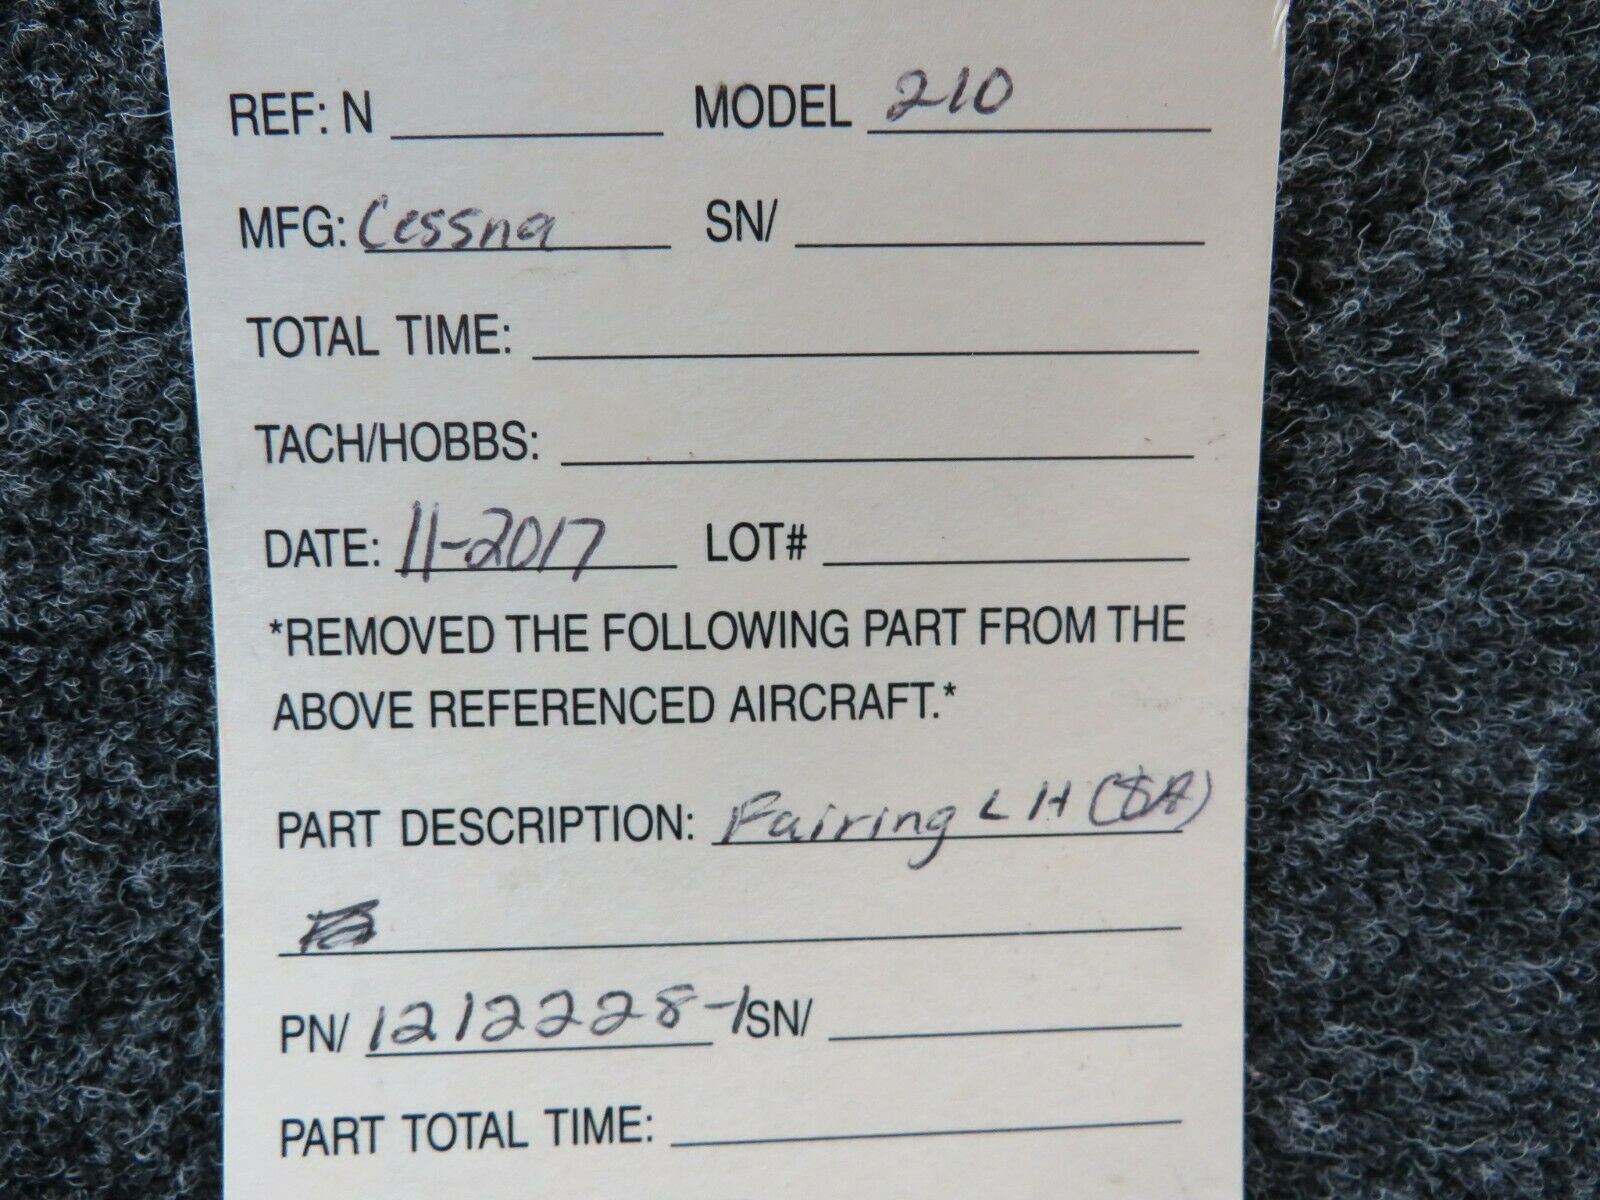 REF: N MODEL 210
MFG: Cessna SN/
TOTAL TIME:
TACH/HOBBS:
DATE: 11-2017 LOT#
*REMOVED THE FOLLOWING PART FROM THE
ABOVE REFERENCED AIRCRAFT.*
PART DESCRIPTION: Fairing LH (SA)
PN/ 1212228-1 SN/
PART TOTAL TIME: